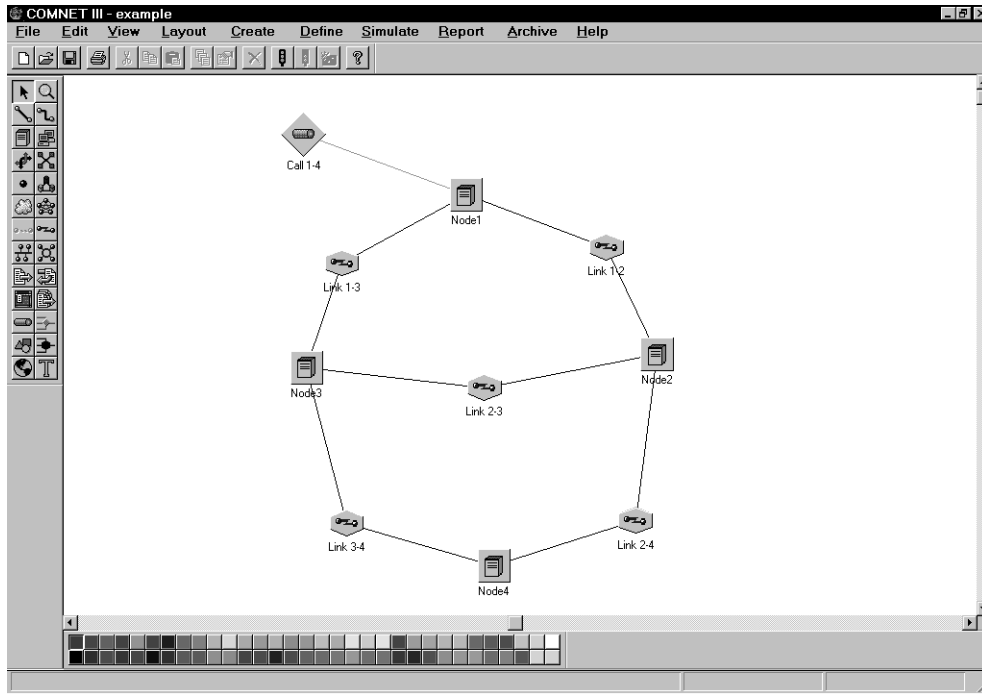 COMNET III - example
File Edit View Layout Create Define Simulate Report Archive Help
Call 1-4
Node1
Link 1-2
Link 1-3
Node2
Node3
Link 2-3
Link 3-4
Link 2-4
Node4